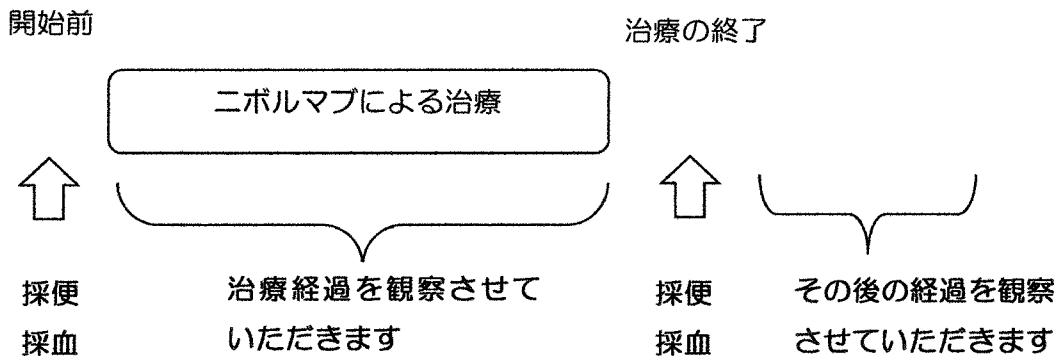 開始前
治療の終了
ニボルマブによる治療
採便
採血
治療経過を観察させて
いただきます
採便
採血
その後の経過を観察
させていただきます